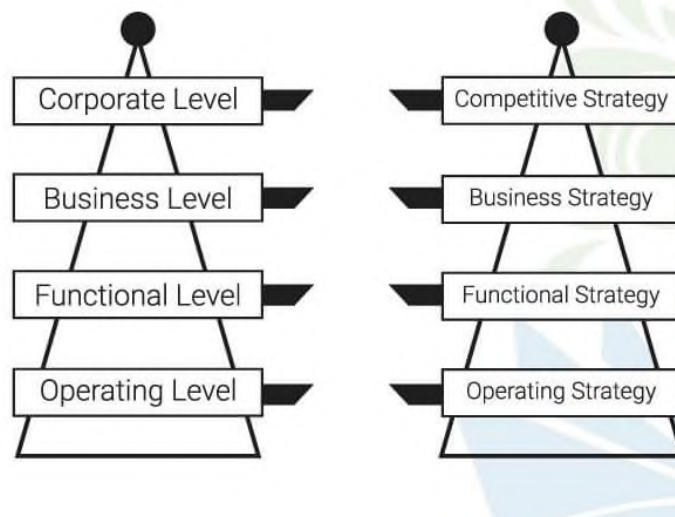 Corporate Level
Competitive Strategy
Business Level
Business Strategy
Functional Level
Functional Strategy
Operating Level
Operating Strategy